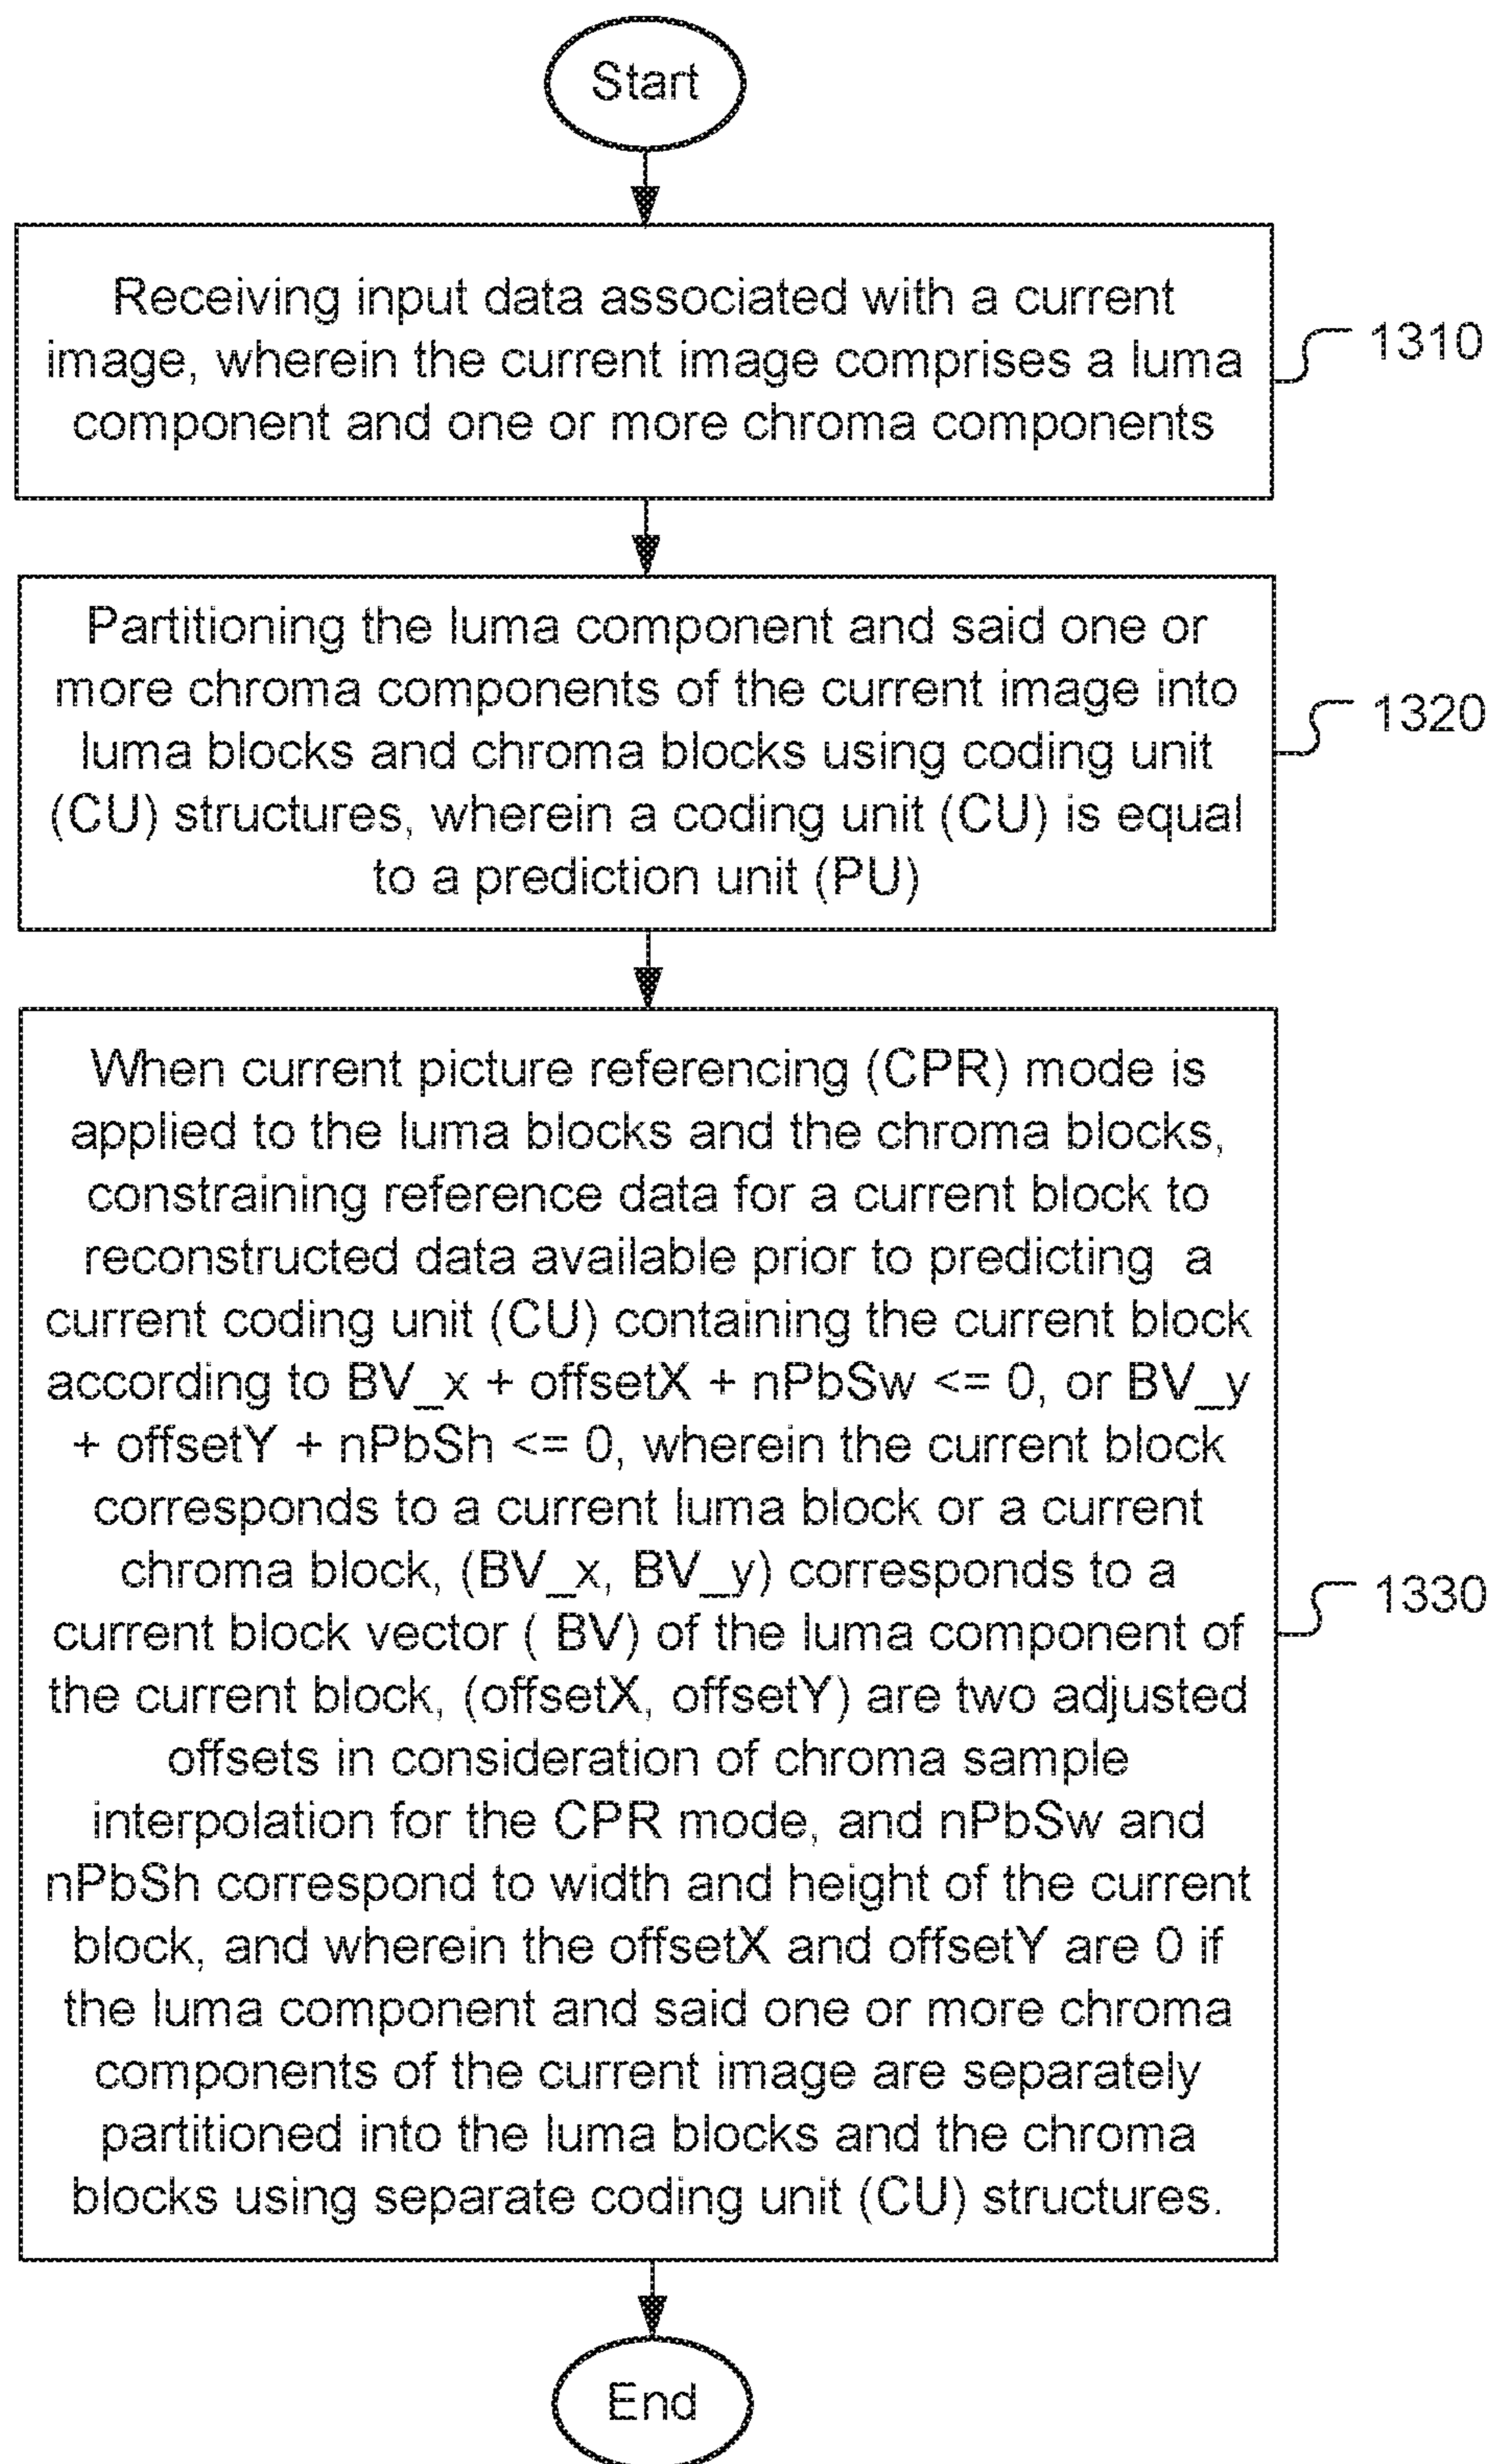 Start
Receiving input data associated with a current
image, wherein the current image comprises a luma
component and one or more chroma components
1310
Partitioning the luma component and said one or
more chroma components of the current image into
luma blocks and chroma blocks using coding unit
(CU) structures, wherein a coding unit (CU) is equal
to a prediction unit (PU)
1320
When current picture referencing (CPR) mode is
applied to the luma blocks and the chroma blocks,
constraining reference data for a current block to
reconstructed data available prior to predicting a
current coding unit (CU) containing the current block
according to BV_x + offsetX + nPbSw <= 0, or BV_y
+ offsetY + nPbSh <= 0, wherein the current block
corresponds to a current luma block or a current
chroma block, (BV_x, BV_y) corresponds to a
current block vector ( BV) of the luma component of
the current block, (offsetX, offsetY) are two adjusted
offsets in consideration of chroma sample
interpolation for the CPR mode, and nPbSw and
nPbSh correspond to width and height of the current
block, and wherein the offsetX and offsetY are 0 if
the luma component and said one or more chroma
components of the current image are separately
partitioned into the luma blocks and the chroma
blocks using separate coding unit (CU) structures.
1330
End